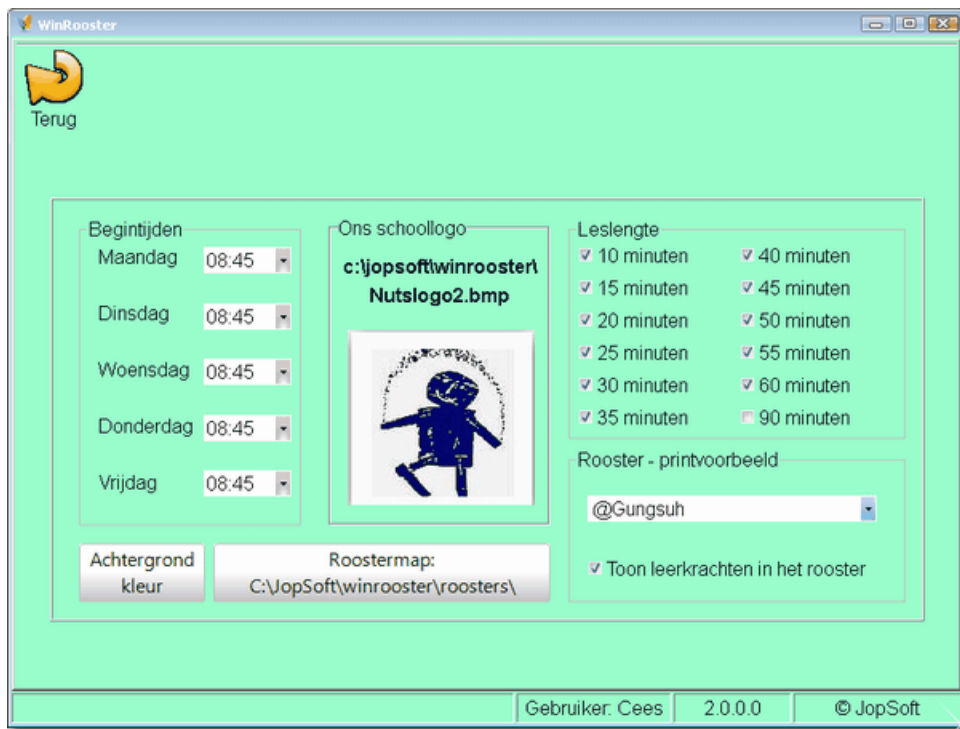 WinRooster
Terug
Begintijden
Maandag 08:45
Dinsdag 08:45
Woensdag 08:45
Donderdag 08:45
Vrijdag 08:45
Ons schoollogo
c:\jopsoft\winrooster\
Nutslogo2.bmp
Leslengte
10 minuten 40 minuten
15 minuten 45 minuten
20 minuten 50 minuten
25 minuten 55 minuten
30 minuten 60 minuten
35 minuten 90 minuten
Rooster - printvoorbeeld
@Gungsuh
Toon leerkrachten in het rooster
Achtergrond
kleur
Roostermap:
C:\JopSoft\winrooster\roosters\
Gebruiker: Cees 2.0.0.0 © JopSoft